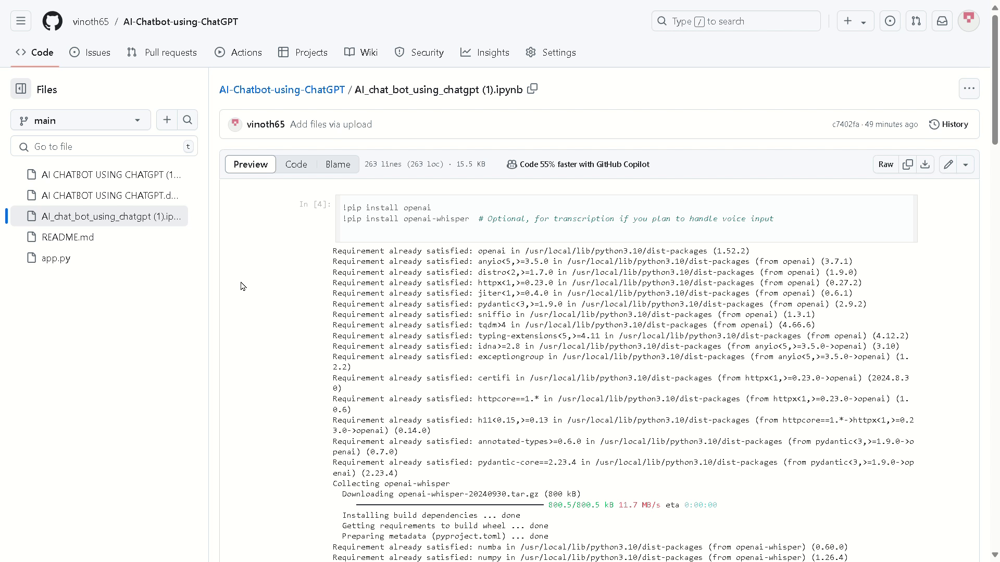 vinoth65 / AI-Chatbot-using-ChatGPT
Type / to search
Code Issues Pull requests Actions Projects Wiki Security Insights Settings
Files
main
Go to file t
AI CHATBOT USING CHATGPT (1...
AI CHATBOT USING CHATGPT.d...
AI_chat_bot_using_chatgpt (1).ip...
README.md
app.py
AI-Chatbot-using-ChatGPT / AI_chat_bot_using_chatgpt (1).ipynb
vinoth65 Add files via upload c7402fa · 49 minutes ago History
Preview Code Blame 263 lines (263 loc) · 15.5 KB Code 55% faster with GitHub Copilot Raw
In [4]:
!pip install openai
!pip install openai-whisper # Optional, for transcription if you plan to handle voice input
Requirement already satisfied: openai in /usr/local/lib/python3.10/dist-packages (1.52.2)
Requirement already satisfied: anyio<5,>=3.5.0 in /usr/local/lib/python3.10/dist-packages (from openai) (3.7.1)
Requirement already satisfied: distro<2,>=1.7.0 in /usr/local/lib/python3.10/dist-packages (from openai) (1.9.0)
Requirement already satisfied: httpx<1,>=0.23.0 in /usr/local/lib/python3.10/dist-packages (from openai) (0.27.2)
Requirement already satisfied: jiter<1,>=0.4.0 in /usr/local/lib/python3.10/dist-packages (from openai) (0.6.1)
Requirement already satisfied: pydantic<3,>=1.9.0 in /usr/local/lib/python3.10/dist-packages (from openai) (2.9.2)
Requirement already satisfied: sniffio in /usr/local/lib/python3.10/dist-packages (from openai) (1.3.1)
Requirement already satisfied: tqdm>4 in /usr/local/lib/python3.10/dist-packages (from openai) (4.66.6)
Requirement already satisfied: typing-extensions<5,>=4.11 in /usr/local/lib/python3.10/dist-packages (from openai) (4.12.2)
Requirement already satisfied: idna>=2.8 in /usr/local/lib/python3.10/dist-packages (from anyio<5,>=3.5.0->openai) (3.10)
Requirement already satisfied: exceptiongroup in /usr/local/lib/python3.10/dist-packages (from anyio<5,>=3.5.0->openai) (1.
2.2)
Requirement already satisfied: certifi in /usr/local/lib/python3.10/dist-packages (from httpx<1,>=0.23.0->openai) (2024.8.3
0)
Requirement already satisfied: httpcore==1.* in /usr/local/lib/python3.10/dist-packages (from httpx<1,>=0.23.0->openai) (1.
0.6)
Requirement already satisfied: h11<0.15,>=0.13 in /usr/local/lib/python3.10/dist-packages (from httpcore==1.*->httpx<1,>=0.2
3.0->openai) (0.14.0)
Requirement already satisfied: annotated-types>=0.6.0 in /usr/local/lib/python3.10/dist-packages (from pydantic<3,>=1.9.0->o
penai) (0.7.0)
Requirement already satisfied: pydantic-core==2.23.4 in /usr/local/lib/python3.10/dist-packages (from pydantic<3,>=1.9.0->op
enai) (2.23.4)
Collecting openai-whisper
Downloading openai-whisper-20240930.tar.gz (800 kB)
800.5/800.5 kB 11.7 MB/s eta 0:00:00
Installing build dependencies ... done
Getting requirements to build wheel ... done
Preparing metadata (pyproject.toml) ... done
Requirement already satisfied: numba in /usr/local/lib/python3.10/dist-packages (from openai-whisper) (0.60.0)
Requirement already satisfied: numpy in /usr/local/lib/python3.10/dist-packages (from openai-whisper) (1.26.4)